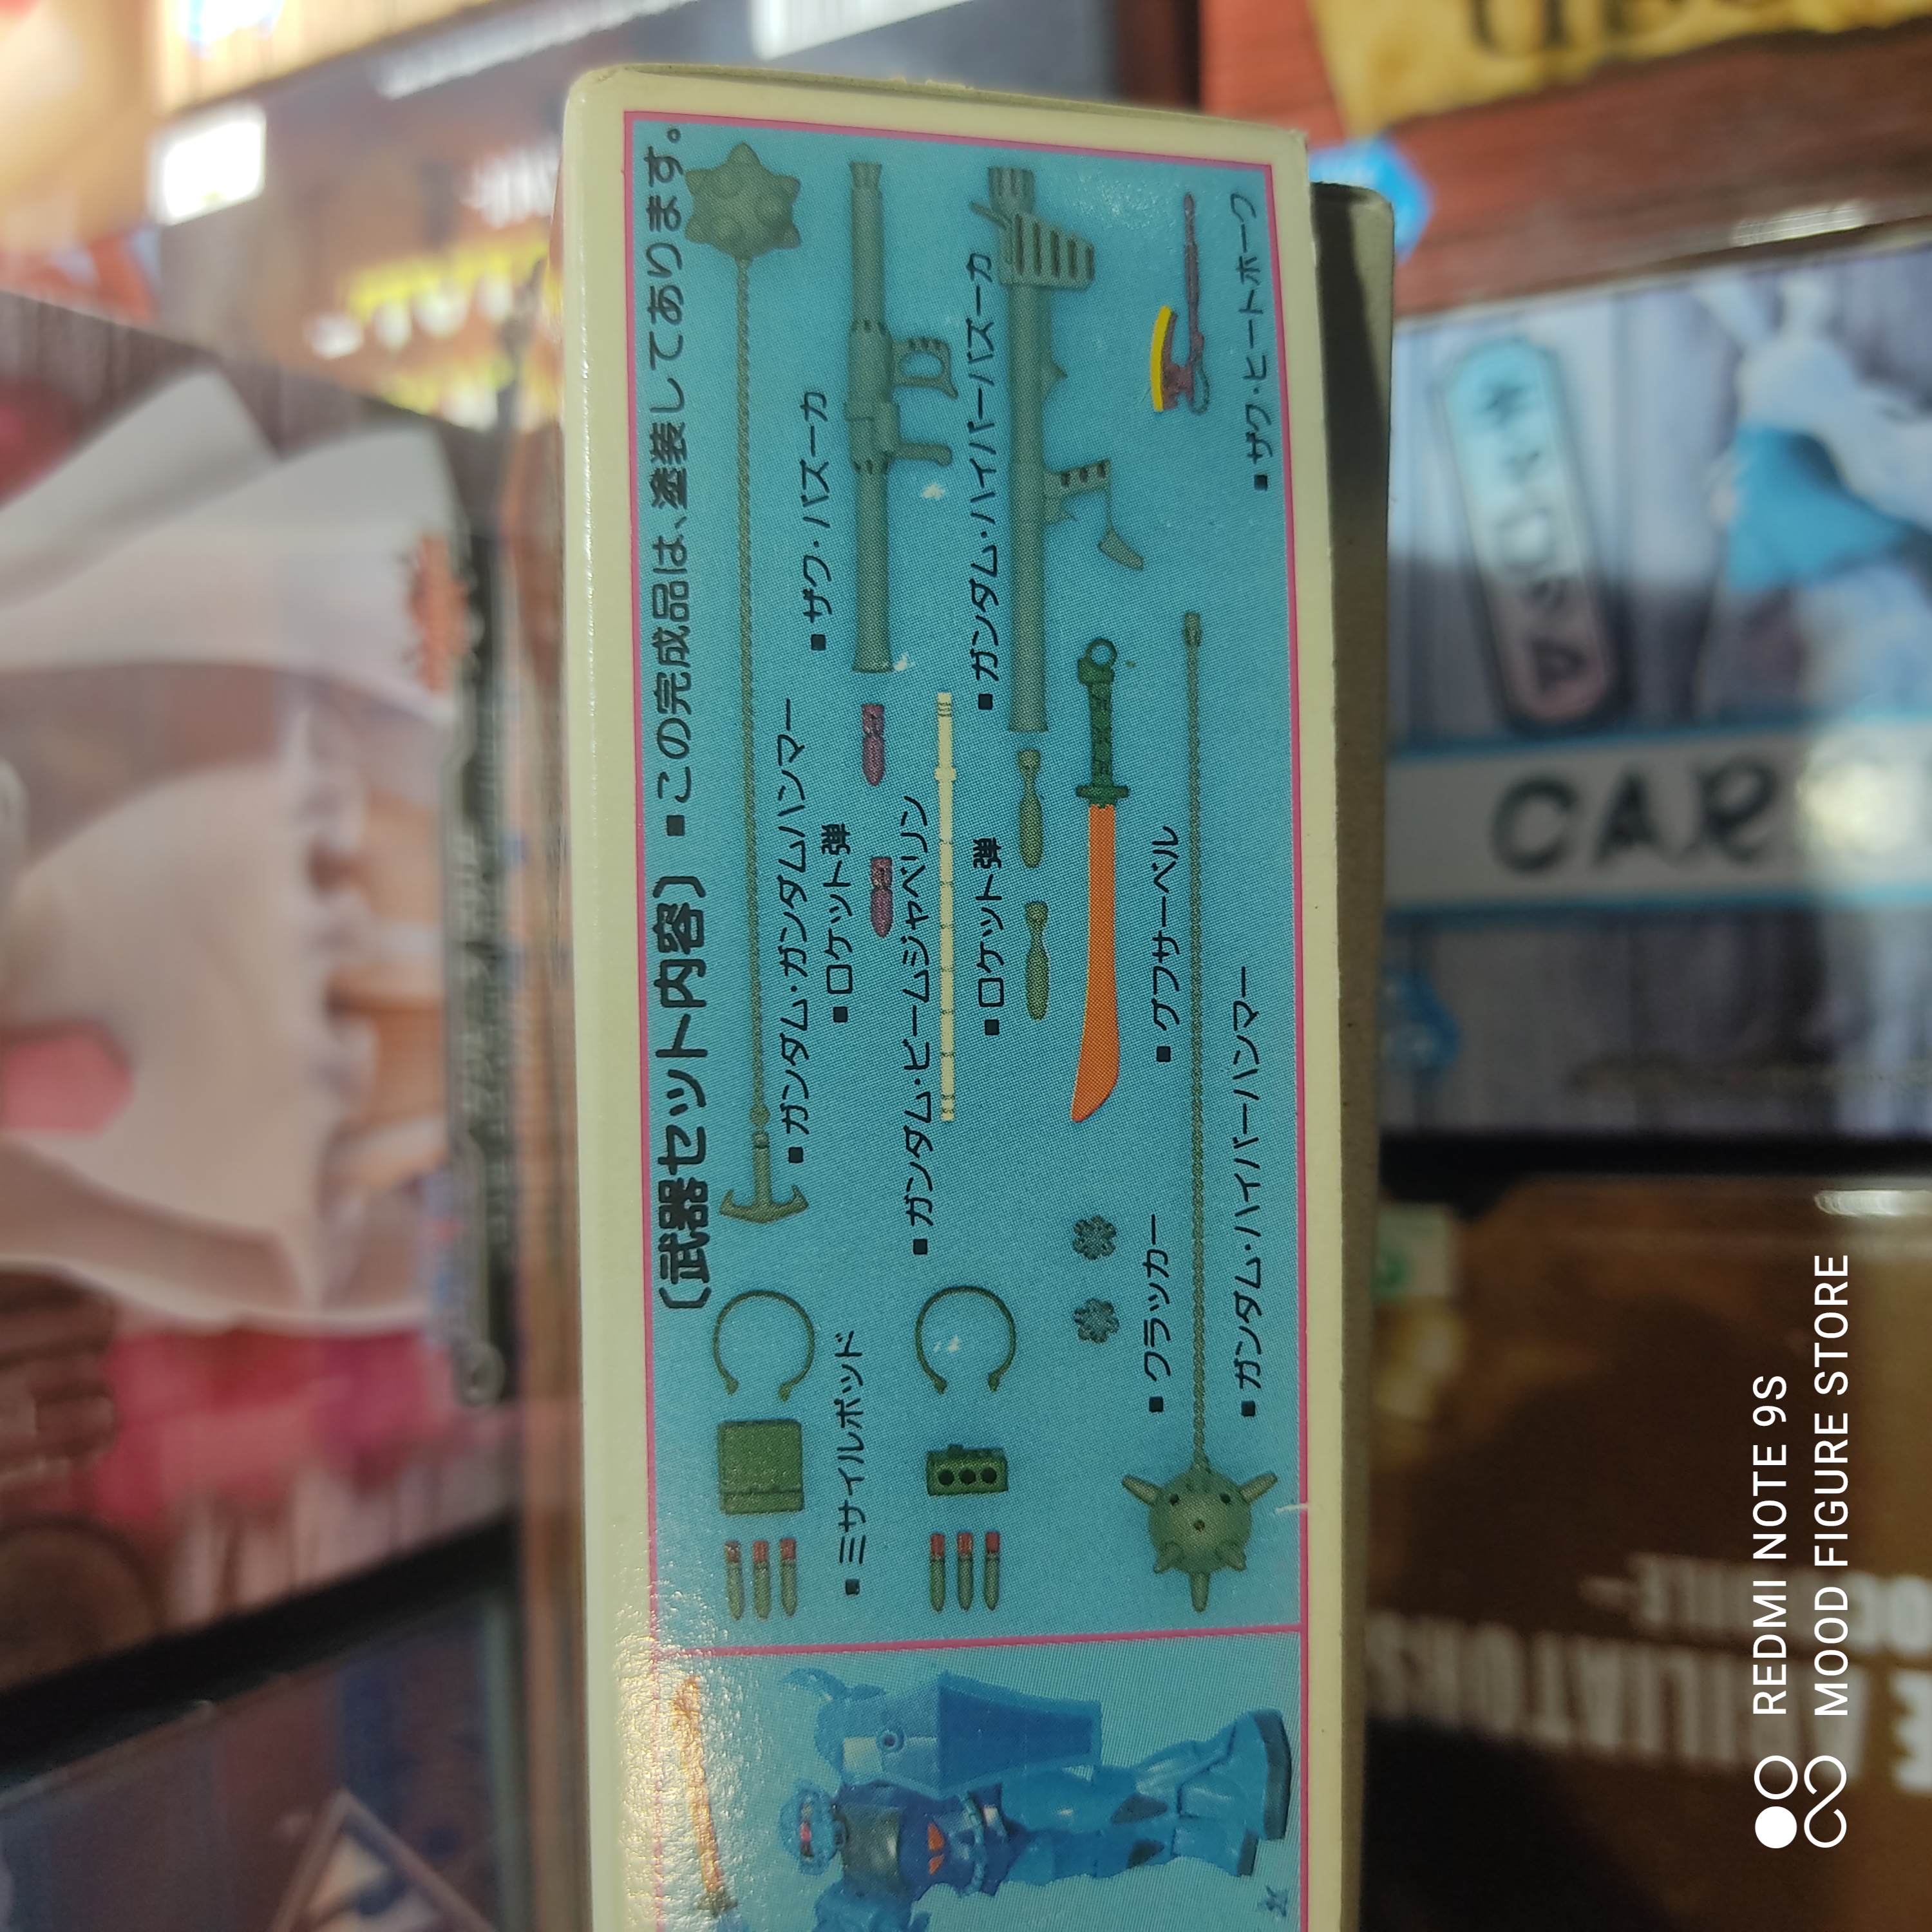 〔武器セット内容〕 ■この完成品は、塗装してあります。
■ガンダム・ガンダムハンマー
■ザク・バズーカ
■ロケット弾
■ミサイルポッド
■ガンダム・ビームジャベリン
■ガンダム・ハイパーバズーカ
■ロケット弾
■グフサーベル
■クラッカー
■ガンダム・ハイパーハンマー
■ザク・ヒートホーク
CAR
REDMI NOTE 9S
MOOD FIGURE STORE